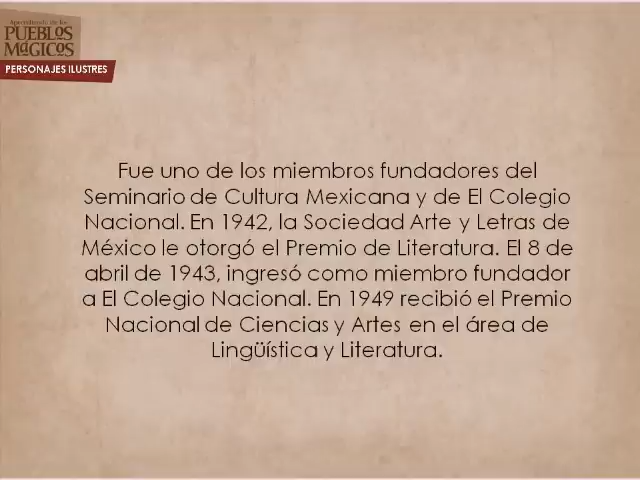 Aprendiendo de los
PUEBLOS
MáGICOS
PERSONAJES ILUSTRES
Fue uno de los miembros fundadores del
Seminario de Cultura Mexicana y de El Colegio
Nacional. En 1942, la Sociedad Arte y Letras de
México le otorgó el Premio de Literatura. El 8 de
abril de 1943, ingresó como miembro fundador
a El Colegio Nacional. En 1949 recibió el Premio
Nacional de Ciencias y Artes en el área de
Lingüística y Literatura.